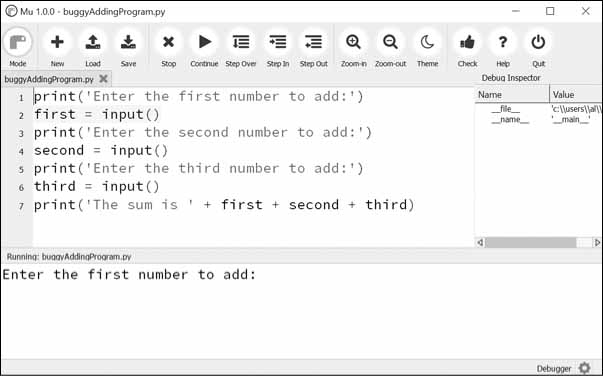 Mu 1.0.0 - buggyAddingProgram.py
Mode New Load Save Stop Continue Step Over Step In Step Out Zoom-in Zoom-out Theme Check Help Quit
buggyAddingProgram.py
1 print('Enter the first number to add:')
2 first = input()
3 print('Enter the second number to add:')
4 second = input()
5 print('Enter the third number to add:')
6 third = input()
7 print('The sum is ' + first + second + third)
Debug Inspector
Name Value
__file__ 'c:\\users\\al\\
__name__ '__main__'
Running: buggyAddingProgram.py
Enter the first number to add:
Debugger